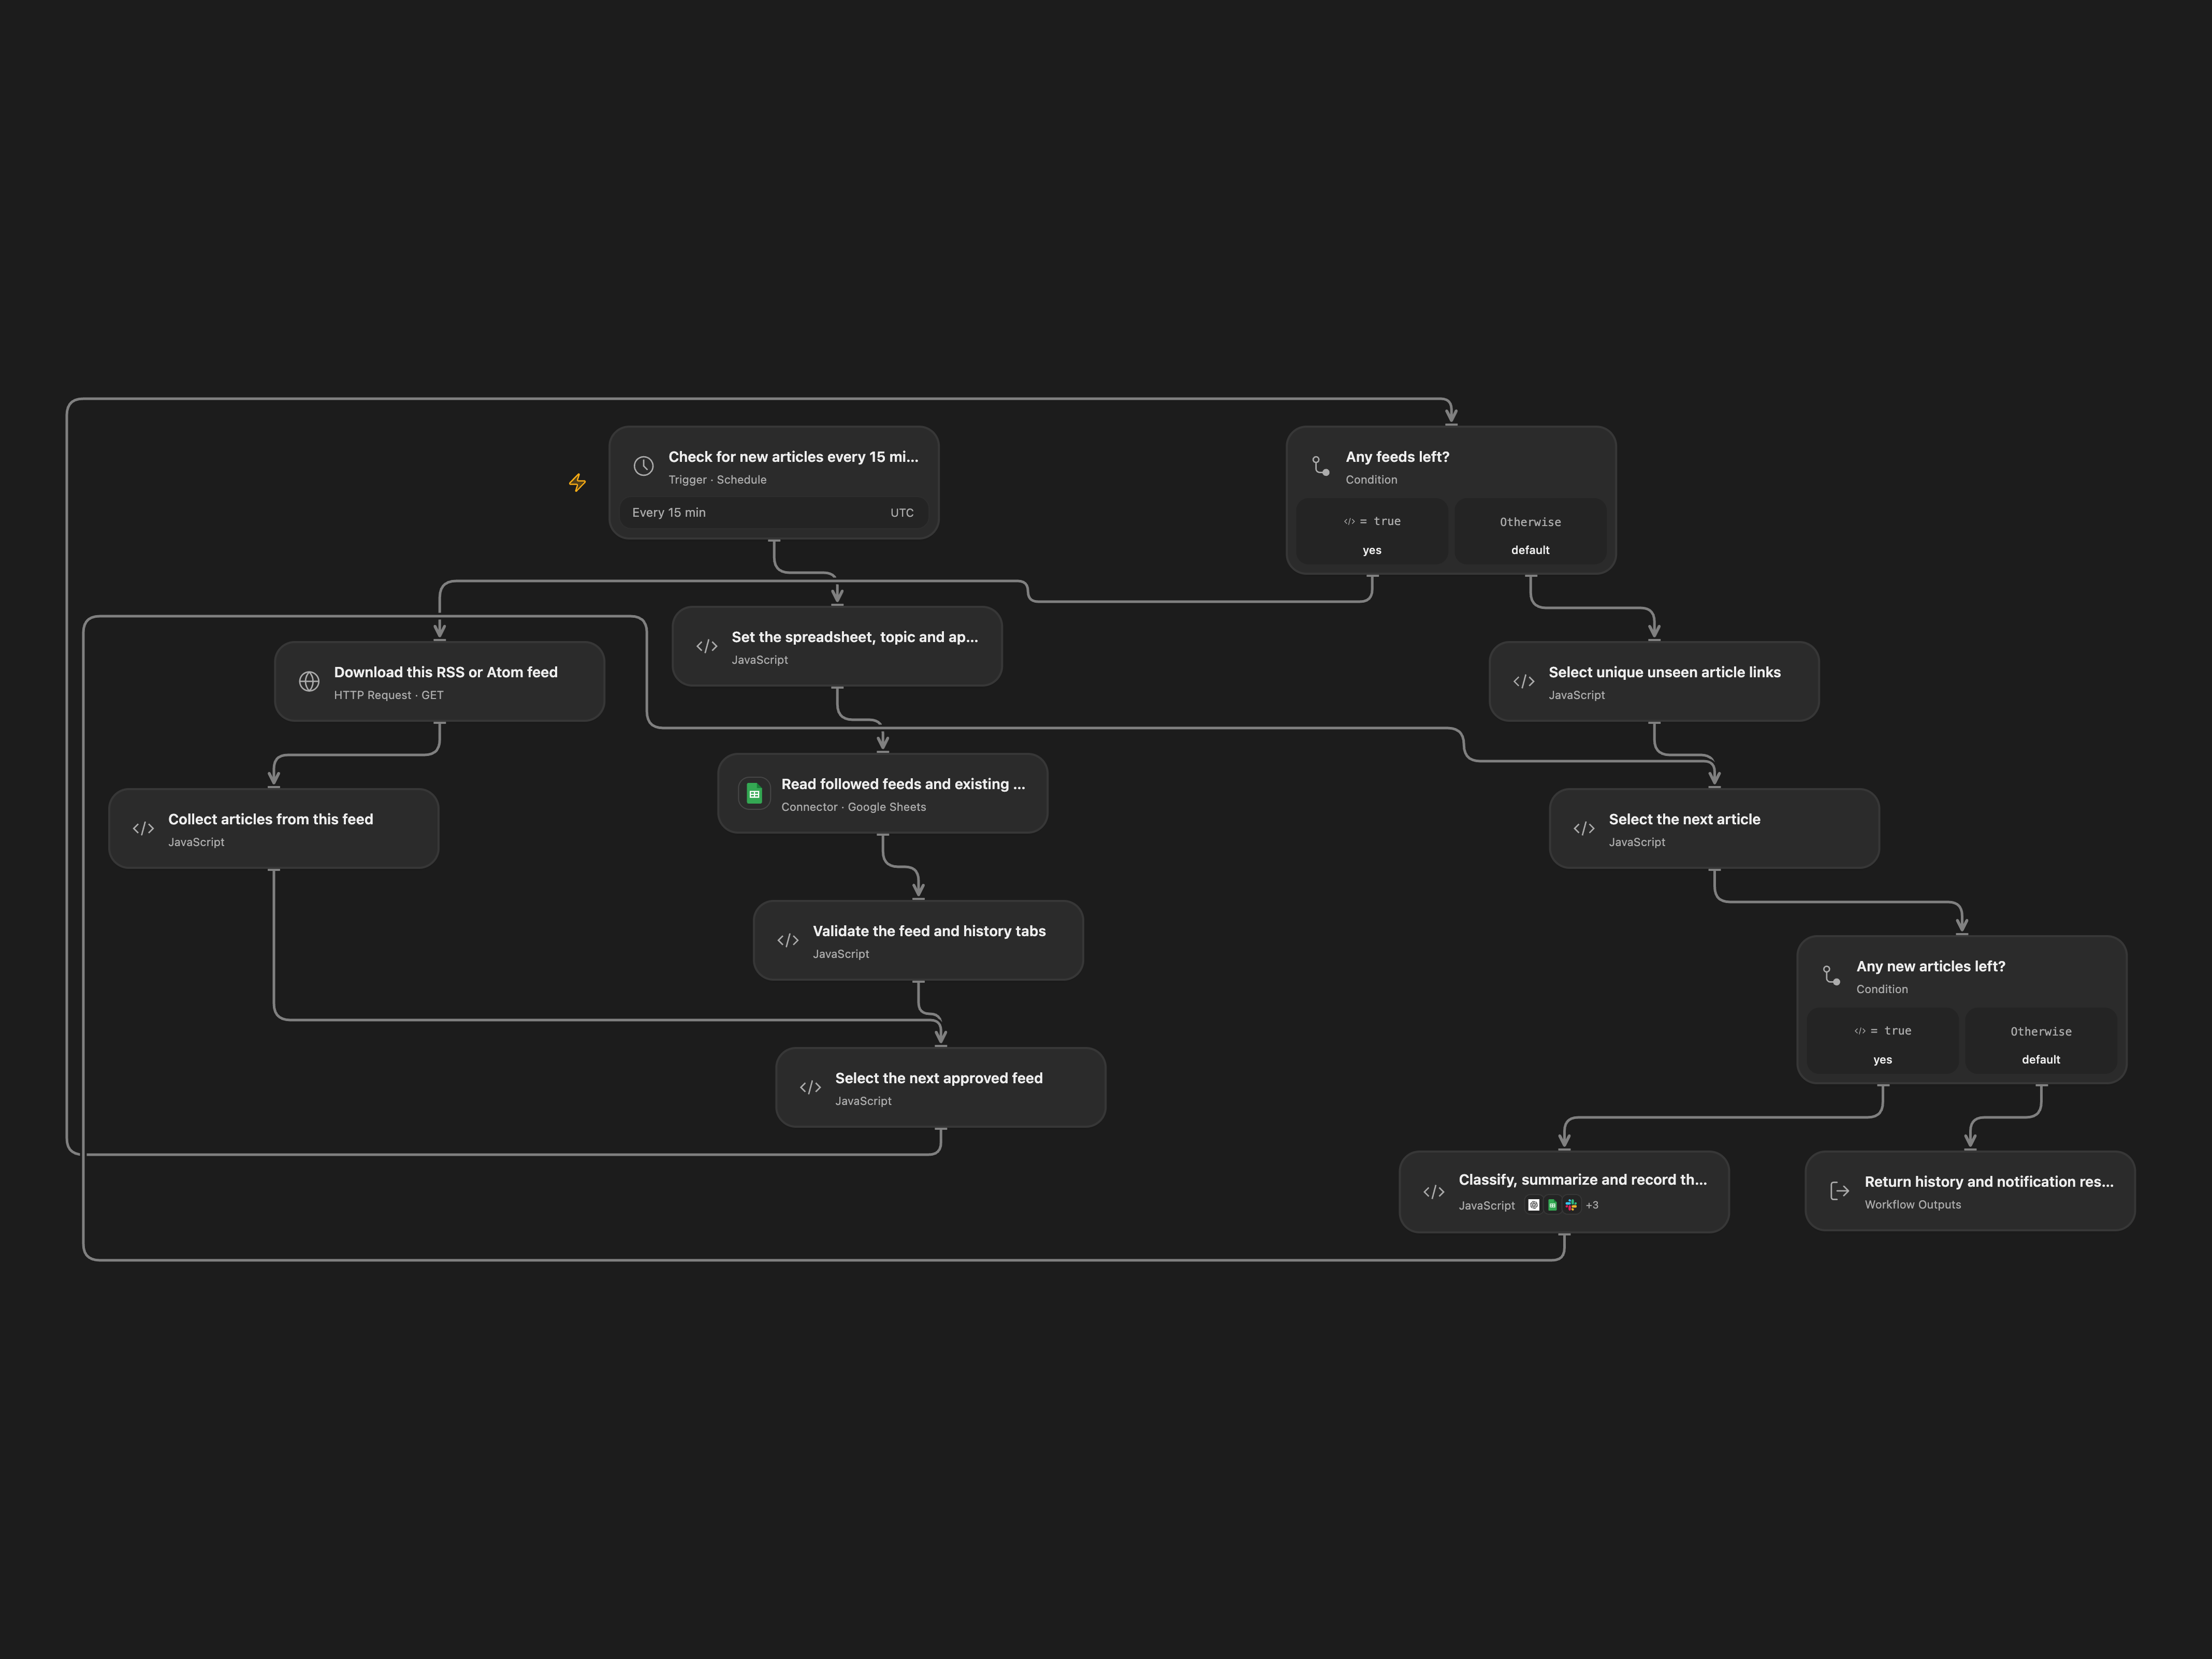 Check for new articles every 15 mi...
Trigger · Schedule
Every 15 min
UTC
Any feeds left?
Condition
</> = true
yes
Otherwise
default
Set the spreadsheet, topic and ap...
JavaScript
Download this RSS or Atom feed
HTTP Request · GET
Select unique unseen article links
JavaScript
Read followed feeds and existing ...
Connector · Google Sheets
Collect articles from this feed
JavaScript
Select the next article
JavaScript
Validate the feed and history tabs
JavaScript
Any new articles left?
Condition
</> = true
yes
Otherwise
default
Select the next approved feed
JavaScript
Classify, summarize and record th...
JavaScript
+3
Return history and notification res...
Workflow Outputs